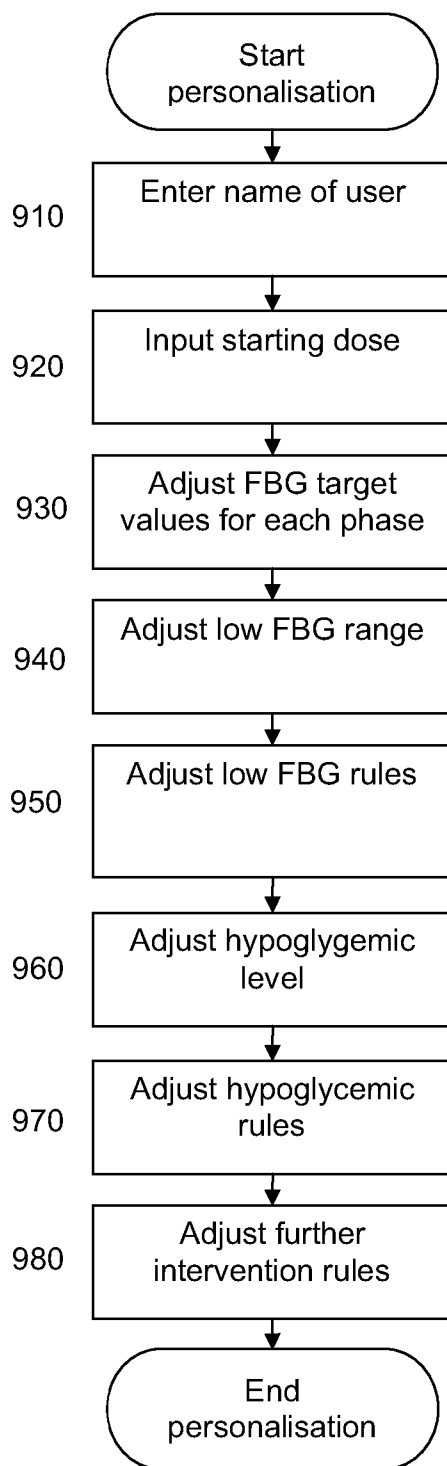 Start
personalisation
910
Enter name of user
920
Input starting dose
930
Adjust FBG target
values for each phase
940
Adjust low FBG range
950
Adjust low FBG rules
960
Adjust hypoglygemic
level
970
Adjust hypoglycemic
rules
980
Adjust further
intervention rules
End
personalisation